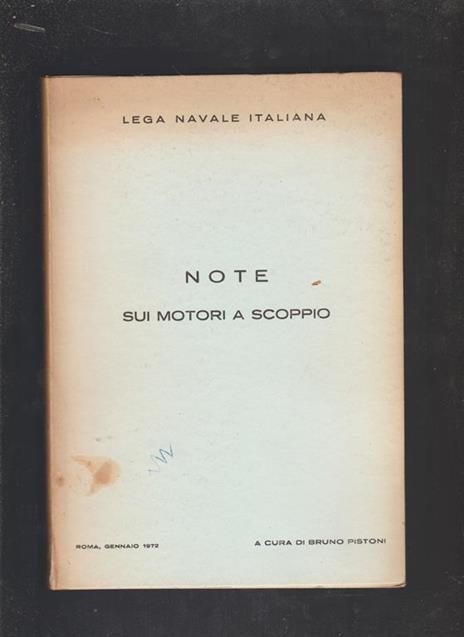 LEGA NAVALE ITALIANA
NOTE
SUI MOTORI A SCOPPIO
ROMA, GENNAIO 1972
A CURA DI BRUNO PISTONI